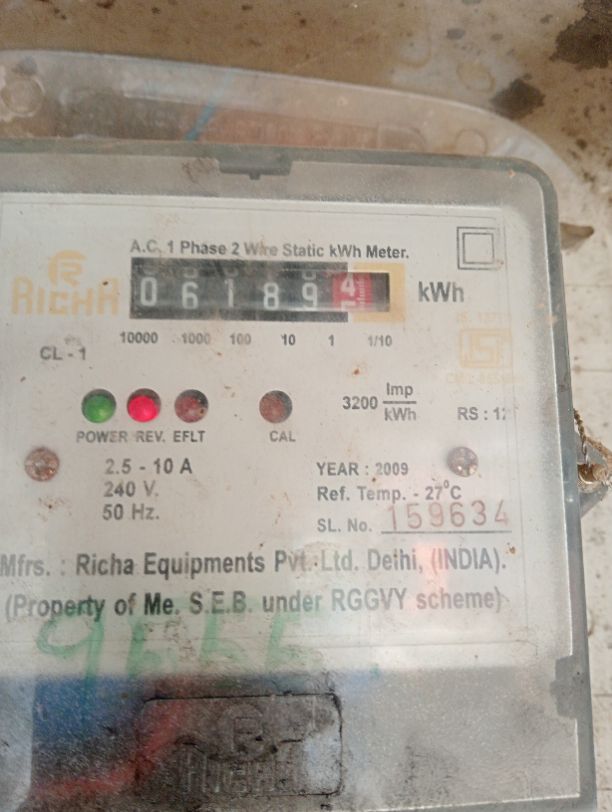 A.C. 1 Phase 2 Wire Static kWh Meter.
RICHA
0 6 1 8 9 4 kWh
10000 1000 100 10 1 1/10
CL - 1
3200 Imp/kWh
POWER REV. EFLT CAL
2.5 - 10 A
240 V.
50 Hz.
YEAR : 2009
Ref. Temp. - 27°C
SL. No. 159634
Mfrs. : Richa Equipments Pvt. Ltd. Delhi, (INDIA).
(Property of Me. S.E.B. under RGGVY scheme)
RICHA